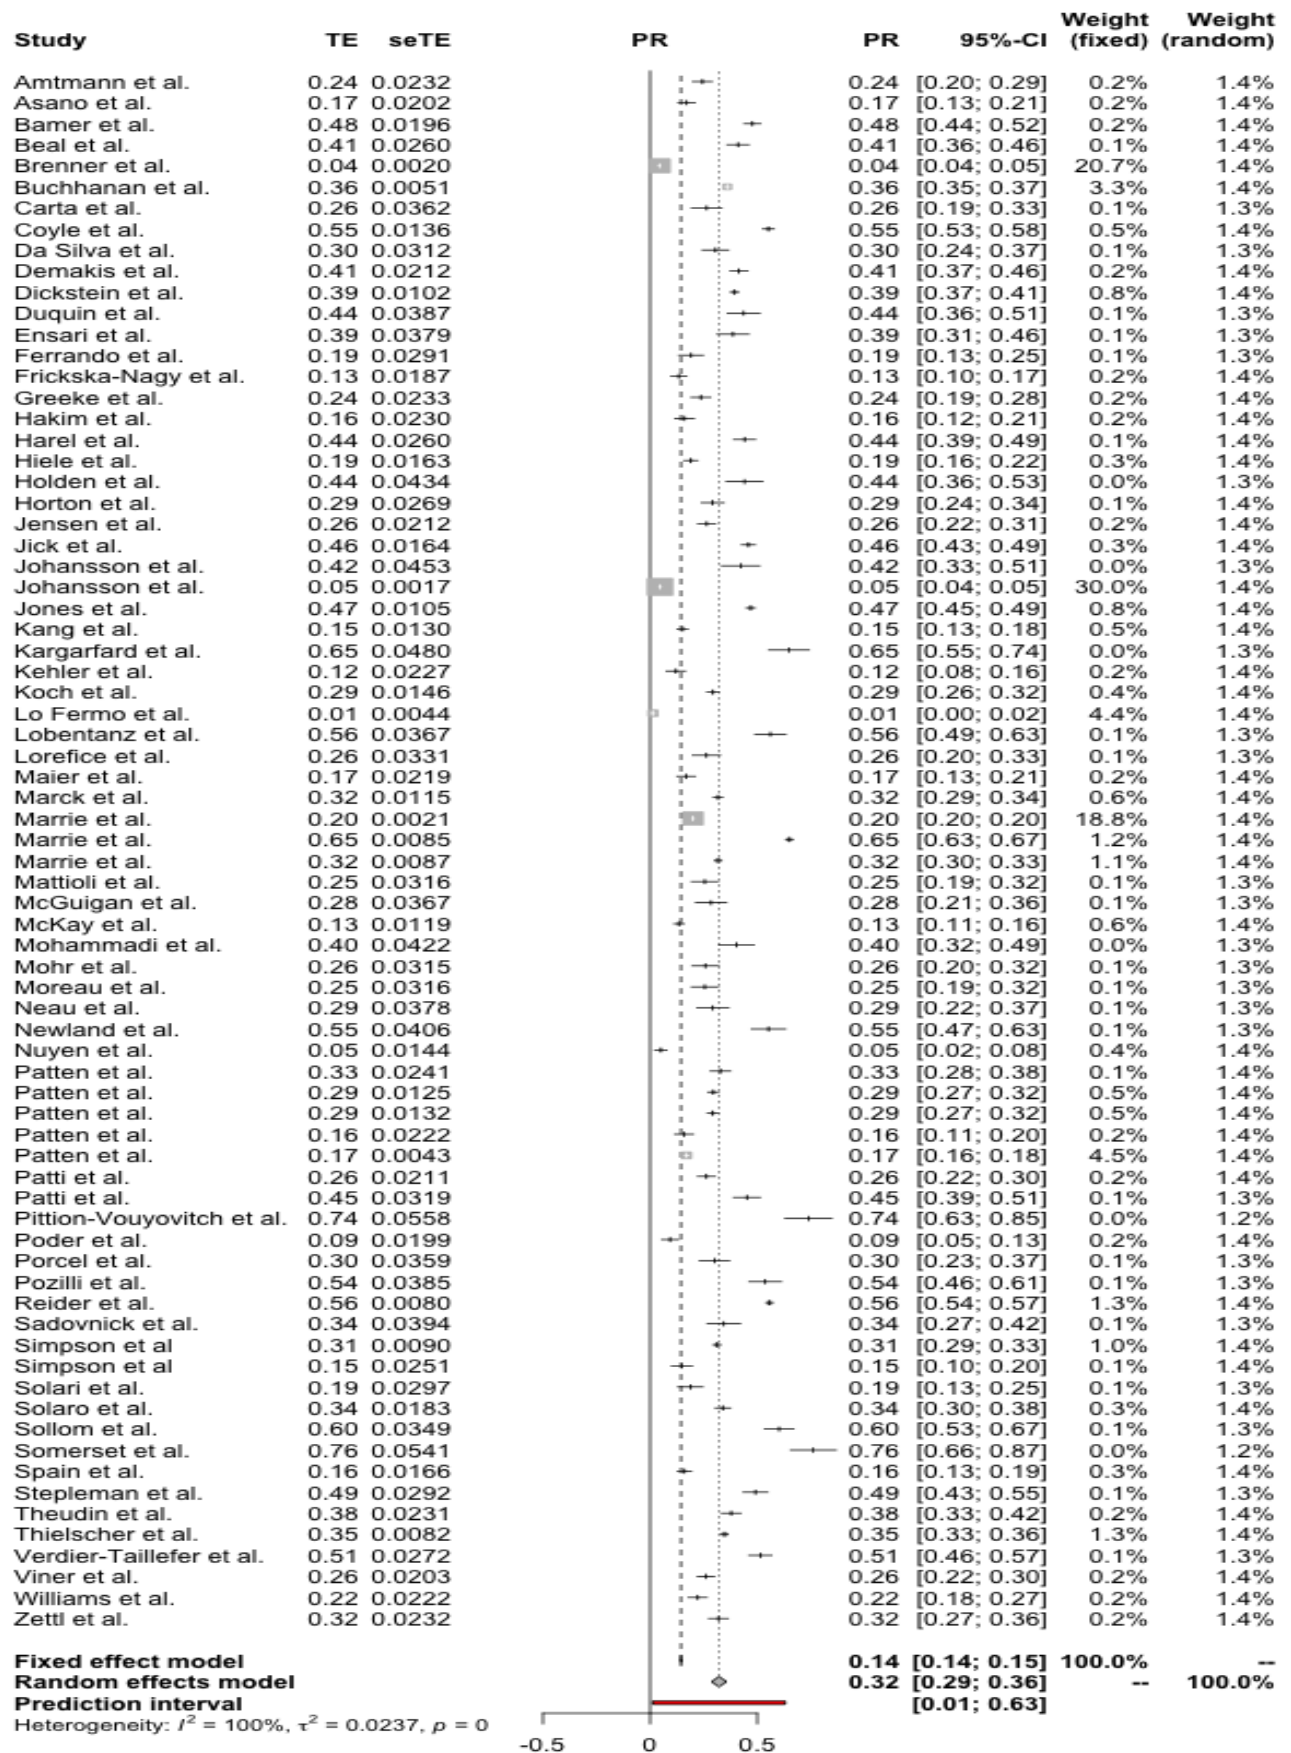 Weight Weight
Study TE seTE PR PR 95%-CI (fixed) (random)
Amtmann et al. 0.24 0.0232 0.24 [0.20; 0.29] 0.2% 1.4%
Asano et al. 0.17 0.0202 0.17 [0.13; 0.21] 0.2% 1.4%
Bamer et al. 0.48 0.0196 0.48 [0.44; 0.52] 0.2% 1.4%
Beal et al. 0.41 0.0260 0.41 [0.36; 0.46] 0.1% 1.4%
Brenner et al. 0.04 0.0020 0.04 [0.04; 0.05] 20.7% 1.4%
Buchhanan et al. 0.36 0.0051 0.36 [0.35; 0.37] 3.3% 1.4%
Carta et al. 0.26 0.0362 0.26 [0.19; 0.33] 0.1% 1.3%
Coyle et al. 0.55 0.0136 0.55 [0.53; 0.58] 0.5% 1.4%
Da Silva et al. 0.30 0.0312 0.30 [0.24; 0.37] 0.1% 1.3%
Demakis et al. 0.41 0.0212 0.41 [0.37; 0.46] 0.2% 1.4%
Dickstein et al. 0.39 0.0102 0.39 [0.37; 0.41] 0.8% 1.4%
Duquin et al. 0.44 0.0387 0.44 [0.36; 0.51] 0.1% 1.3%
Ensari et al. 0.39 0.0379 0.39 [0.31; 0.46] 0.1% 1.3%
Ferrando et al. 0.19 0.0291 0.19 [0.13; 0.25] 0.1% 1.3%
Frickska-Nagy et al. 0.13 0.0187 0.13 [0.10; 0.17] 0.2% 1.4%
Greeke et al. 0.24 0.0233 0.24 [0.19; 0.28] 0.2% 1.4%
Hakim et al. 0.16 0.0230 0.16 [0.12; 0.21] 0.2% 1.4%
Harel et al. 0.44 0.0260 0.44 [0.39; 0.49] 0.1% 1.4%
Hiele et al. 0.19 0.0163 0.19 [0.16; 0.22] 0.3% 1.4%
Holden et al. 0.44 0.0434 0.44 [0.36; 0.53] 0.0% 1.3%
Horton et al. 0.29 0.0269 0.29 [0.24; 0.34] 0.1% 1.4%
Jensen et al. 0.26 0.0212 0.26 [0.22; 0.31] 0.2% 1.4%
Jick et al. 0.46 0.0164 0.46 [0.43; 0.49] 0.3% 1.4%
Johansson et al. 0.42 0.0453 0.42 [0.33; 0.51] 0.0% 1.3%
Johansson et al. 0.05 0.0017 0.05 [0.04; 0.05] 30.0% 1.4%
Jones et al. 0.47 0.0105 0.47 [0.45; 0.49] 0.8% 1.4%
Kang et al. 0.15 0.0130 0.15 [0.13; 0.18] 0.5% 1.4%
Kargarfard et al. 0.65 0.0480 0.65 [0.55; 0.74] 0.0% 1.3%
Kehler et al. 0.12 0.0227 0.12 [0.08; 0.16] 0.2% 1.4%
Koch et al. 0.29 0.0146 0.29 [0.26; 0.32] 0.4% 1.4%
Lo Fermo et al. 0.01 0.0044 0.01 [0.00; 0.02] 4.4% 1.4%
Lobentanz et al. 0.56 0.0367 0.56 [0.49; 0.63] 0.1% 1.3%
Lorefice et al. 0.26 0.0331 0.26 [0.20; 0.33] 0.1% 1.3%
Maier et al. 0.17 0.0219 0.17 [0.13; 0.21] 0.2% 1.4%
Marck et al. 0.32 0.0115 0.32 [0.29; 0.34] 0.6% 1.4%
Marrie et al. 0.20 0.0021 0.20 [0.20; 0.20] 18.8% 1.4%
Marrie et al. 0.65 0.0085 0.65 [0.63; 0.67] 1.2% 1.4%
Marrie et al. 0.32 0.0087 0.32 [0.30; 0.33] 1.1% 1.4%
Mattioli et al. 0.25 0.0316 0.25 [0.19; 0.32] 0.1% 1.3%
McGuigan et al. 0.28 0.0367 0.28 [0.21; 0.36] 0.1% 1.3%
McKay et al. 0.13 0.0119 0.13 [0.11; 0.16] 0.6% 1.4%
Mohammadi et al. 0.40 0.0422 0.40 [0.32; 0.49] 0.0% 1.3%
Mohr et al. 0.26 0.0315 0.26 [0.20; 0.32] 0.1% 1.3%
Moreau et al. 0.25 0.0316 0.25 [0.19; 0.32] 0.1% 1.3%
Neau et al. 0.29 0.0378 0.29 [0.22; 0.37] 0.1% 1.3%
Newland et al. 0.55 0.0406 0.55 [0.47; 0.63] 0.1% 1.3%
Nuyen et al. 0.05 0.0144 0.05 [0.02; 0.08] 0.4% 1.4%
Patten et al. 0.33 0.0241 0.33 [0.28; 0.38] 0.1% 1.4%
Patten et al. 0.29 0.0125 0.29 [0.27; 0.32] 0.5% 1.4%
Patten et al. 0.29 0.0132 0.29 [0.27; 0.32] 0.5% 1.4%
Patten et al. 0.16 0.0222 0.16 [0.11; 0.20] 0.2% 1.4%
Patten et al. 0.17 0.0043 0.17 [0.16; 0.18] 4.5% 1.4%
Patti et al. 0.26 0.0211 0.26 [0.22; 0.30] 0.2% 1.4%
Patti et al. 0.45 0.0319 0.45 [0.39; 0.51] 0.1% 1.3%
Pittion-Vouyovitch et al. 0.74 0.0558 0.74 [0.63; 0.85] 0.0% 1.2%
Poder et al. 0.09 0.0199 0.09 [0.05; 0.13] 0.2% 1.4%
Porcel et al. 0.30 0.0359 0.30 [0.23; 0.37] 0.1% 1.3%
Pozilli et al. 0.54 0.0385 0.54 [0.46; 0.61] 0.1% 1.3%
Reider et al. 0.56 0.0080 0.56 [0.54; 0.57] 1.3% 1.4%
Sadovnick et al. 0.34 0.0394 0.34 [0.27; 0.42] 0.1% 1.3%
Simpson et al 0.31 0.0090 0.31 [0.29; 0.33] 1.0% 1.4%
Simpson et al 0.15 0.0251 0.15 [0.10; 0.20] 0.1% 1.4%
Solari et al. 0.19 0.0297 0.19 [0.13; 0.25] 0.1% 1.3%
Solaro et al. 0.34 0.0183 0.34 [0.30; 0.38] 0.3% 1.4%
Sollom et al. 0.60 0.0349 0.60 [0.53; 0.67] 0.1% 1.3%
Somerset et al. 0.76 0.0541 0.76 [0.66; 0.87] 0.0% 1.2%
Spain et al. 0.16 0.0166 0.16 [0.13; 0.19] 0.3% 1.4%
Stepleman et al. 0.49 0.0292 0.49 [0.43; 0.55] 0.1% 1.3%
Theudin et al. 0.38 0.0231 0.38 [0.33; 0.42] 0.2% 1.4%
Thielscher et al. 0.35 0.0082 0.35 [0.33; 0.36] 1.3% 1.4%
Verdier-Taillefer et al. 0.51 0.0272 0.51 [0.46; 0.57] 0.1% 1.3%
Viner et al. 0.26 0.0203 0.26 [0.22; 0.30] 0.2% 1.4%
Williams et al. 0.22 0.0222 0.22 [0.18; 0.27] 0.2% 1.4%
Zettl et al. 0.32 0.0232 0.32 [0.27; 0.36] 0.2% 1.4%
Fixed effect model 0.14 [0.14; 0.15] 100.0% --
Random effects model 0.32 [0.29; 0.36] -- 100.0%
Prediction interval [0.01; 0.63]
Heterogeneity: I² = 100%, τ² = 0.0237, p = 0
-0.5 0 0.5